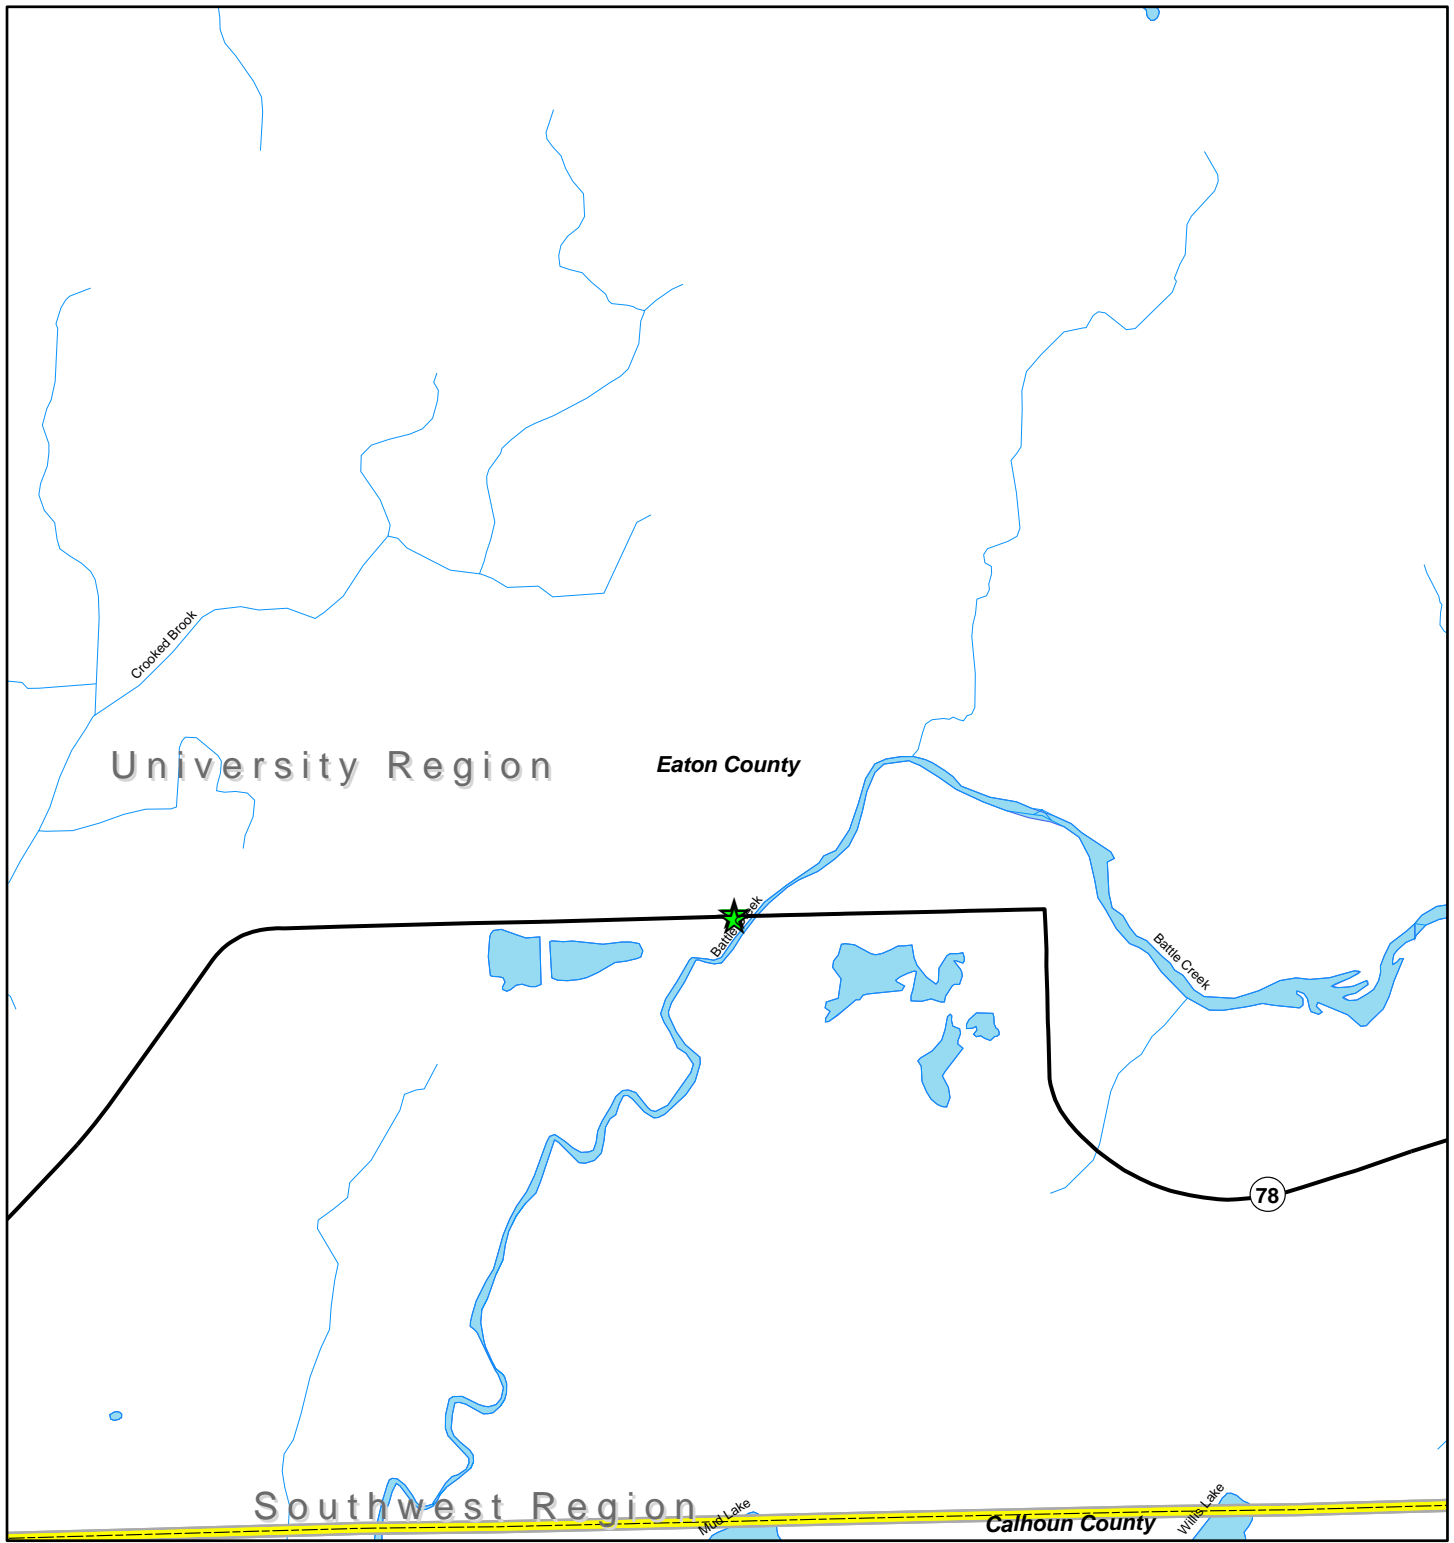 Crooked Brook
University Region
Eaton County
Battle Creek
Battle Creek
78
Southwest Region
Mud Lake
Calhoun County
Willis Lake